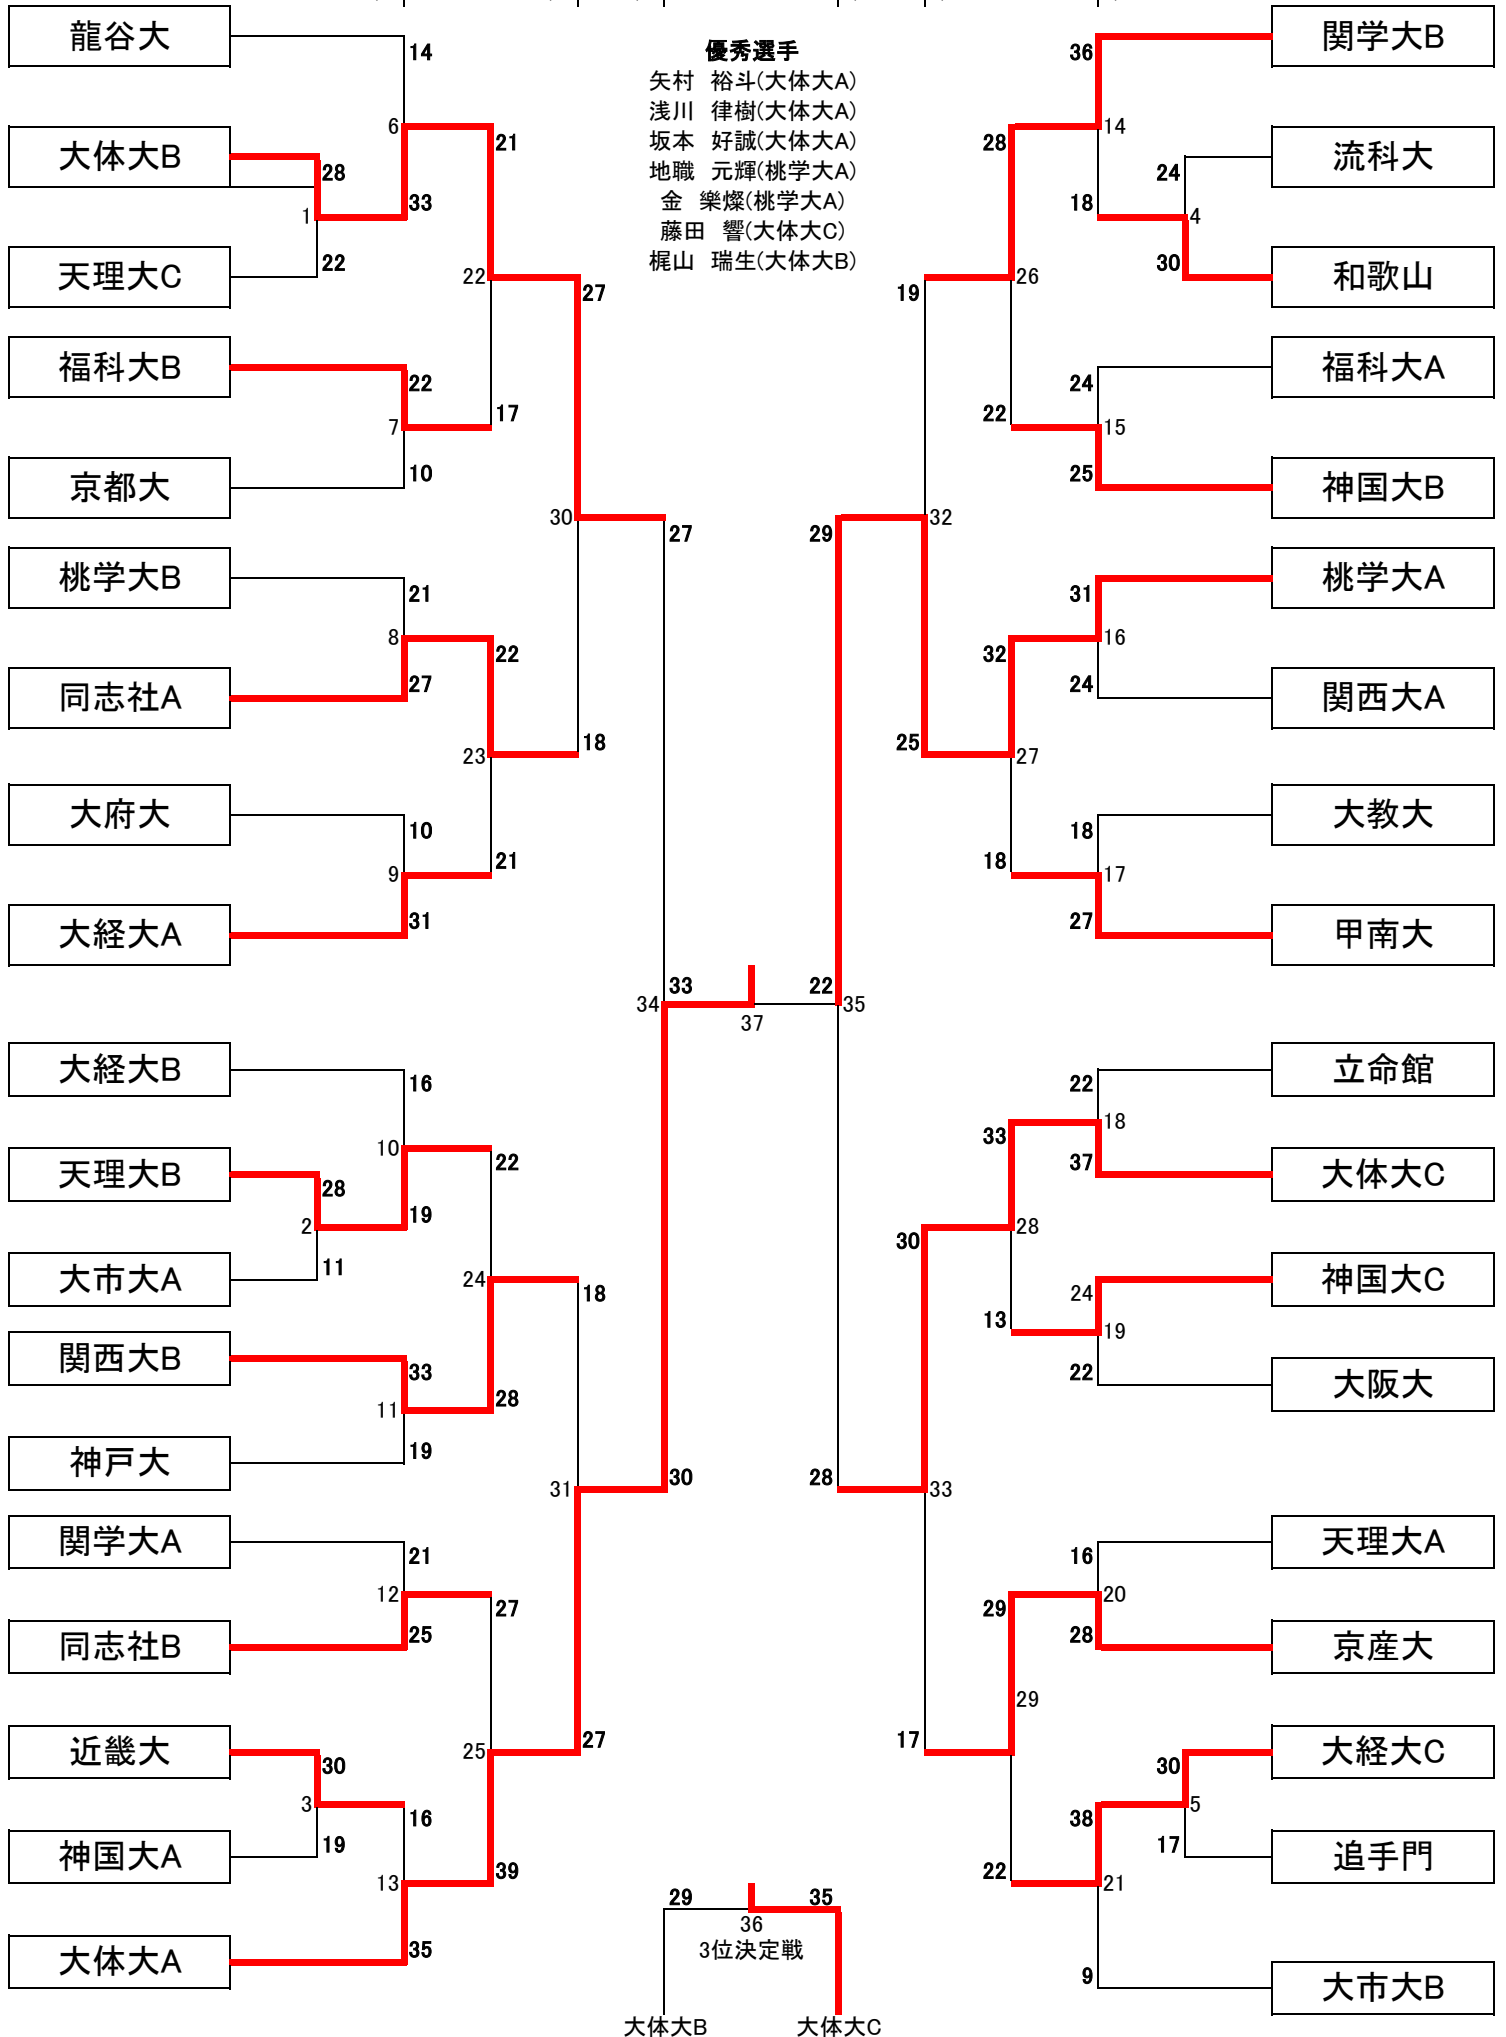 龍谷大
14
優秀選手
36
関学大B
矢村 裕斗(大体大A)
浅川 律樹(大体大A)
6
21
28
14
坂本 好誠(大体大A)
大体大B
28
地職 元輝(桃学大A)
24
流科大
33
金 樂燦(桃学大A)
18
1
4
藤田 響(大体大C)
22
梶山 瑞生(大体大B)
30
天理大C
22
27
19
26
和歌山
福科大B
22
24
福科大A
17
22
7
15
京都大
10
25
神国大B
30
27
29
32
桃学大B
21
31
桃学大A
8
22
32
16
同志社A
27
24
関西大A
23
18
25
27
大府大
10
18
大教大
21
18
9
17
大経大A
31
27
甲南大
33
22
34
35
37
大経大B
16
22
立命館
10
22
33
18
天理大B
28
37
大体大C
19
2
30
28
大市大A
11
24
18
24
神国大C
13
19
関西大B
33
22
大阪大
28
11
神戸大
19
30
28
31
33
関学大A
21
16
天理大A
12
27
29
20
同志社B
25
28
京産大
29
近畿大
30
25
27
17
30
大経大C
3
16
38
5
神国大A
19
17
追手門
13
39
22
21
29
35
36
大体大A
35
3位決定戦
9
大市大B
大体大B
大体大C